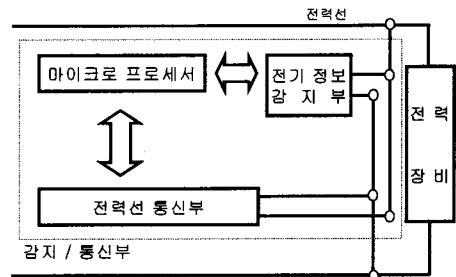 전력선
마이크로 프로세서
전기 정보
감 지 부
전 력
장 비
전력선 통신부
감지 / 통신부